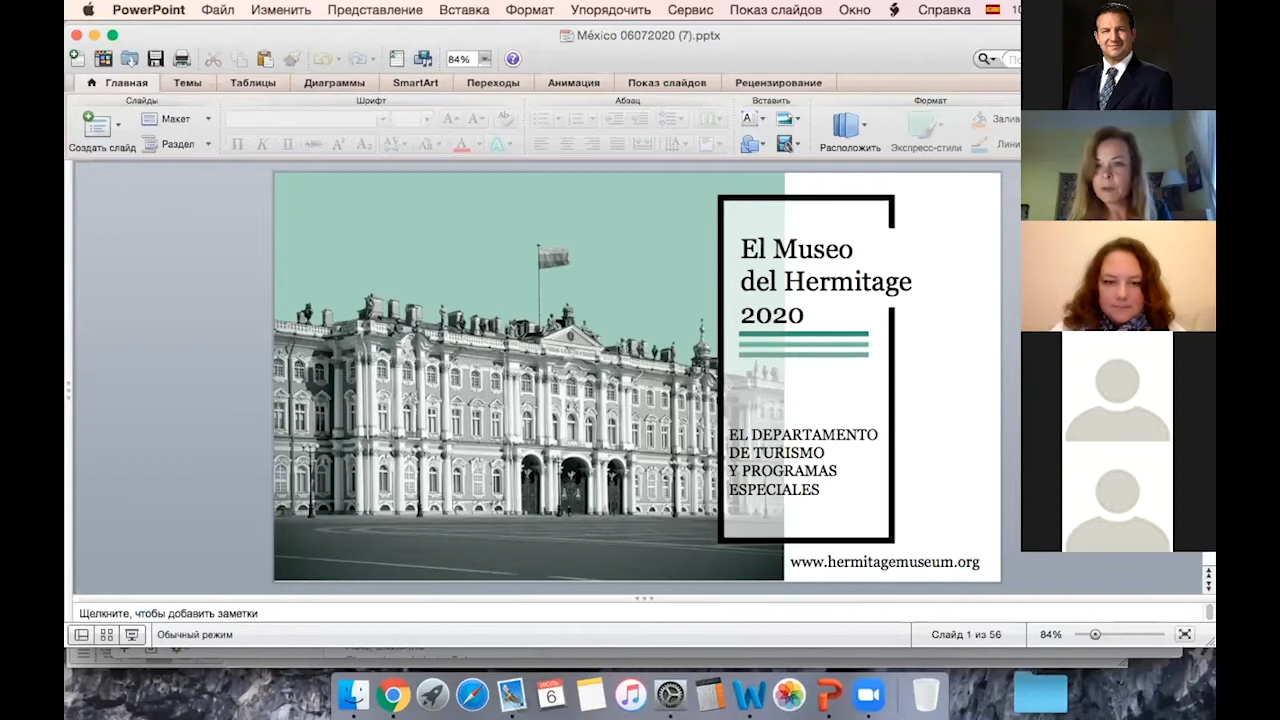 PowerPoint Файл Изменить Представление Вставка Формат Упорядочить Сервис Показ слайдов Окно Справка
México 06072020 (7).pptx
84%
Главная Темы Таблицы Диаграммы SmartArt Переходы Анимация Показ слайдов Рецензирование
Слайды Шрифт Абзац Вставить Формат
Макет
Создать слайд Раздел Расположить Экспресс-стили
El Museo
del Hermitage
2020
EL DEPARTAMENTO
DE TURISMO
Y PROGRAMAS
ESPECIALES
www.hermitagemuseum.org
Щелкните, чтобы добавить заметки
Обычный режим Слайд 1 из 56 84%
ИЮЛЬ
6